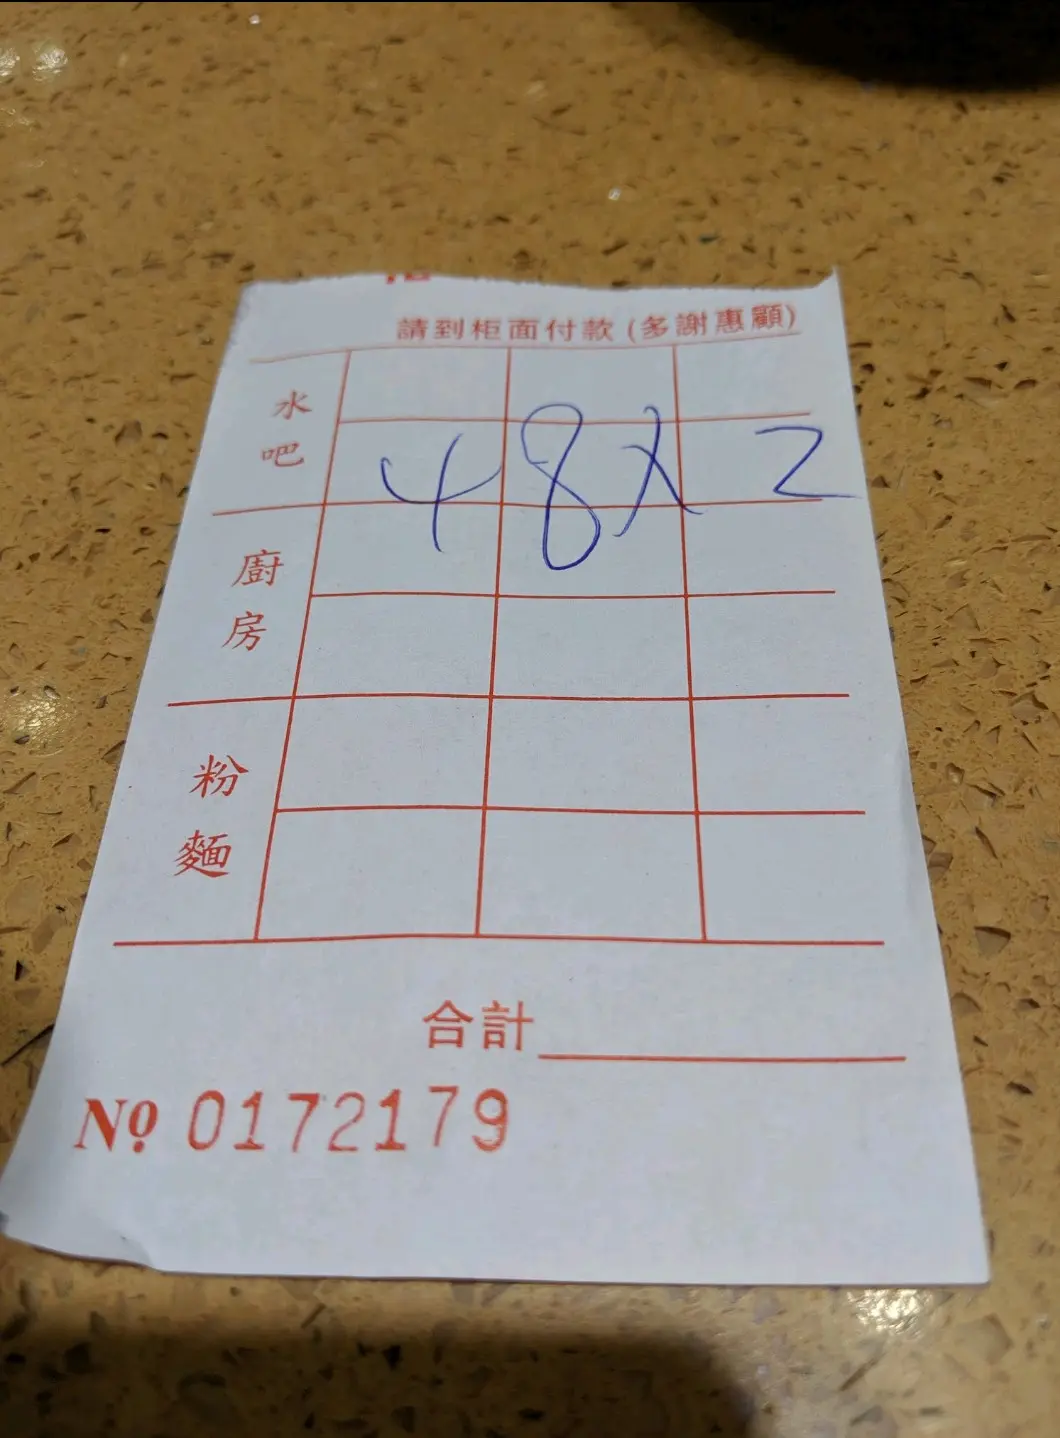 請到柜面付款(多謝惠顧)
水吧
48x2
廚房
粉麵
合計
No 0172179